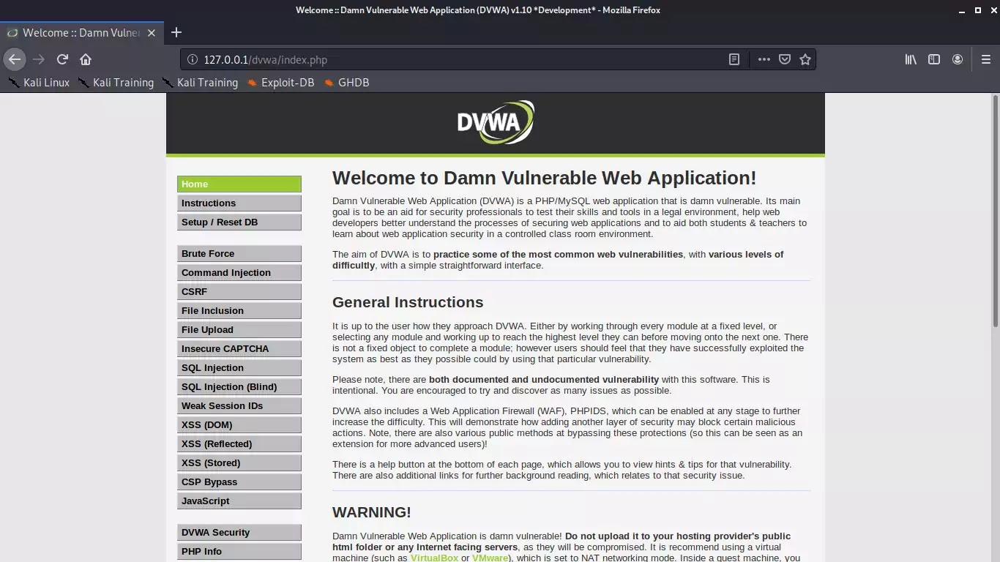 Welcome :: Damn Vulnerable Web Application (DVWA) v1.10 *Development* - Mozilla Firefox
Welcome :: Damn Vulne
127.0.0.1/dvwa/index.php
Kali Linux
Kali Training
Kali Training
Exploit-DB
GHDB
DVWA
Home
Instructions
Setup / Reset DB
Brute Force
Command Injection
CSRF
File Inclusion
File Upload
Insecure CAPTCHA
SQL Injection
SQL Injection (Blind)
Weak Session IDs
XSS (DOM)
XSS (Reflected)
XSS (Stored)
CSP Bypass
JavaScript
DVWA Security
PHP Info
Welcome to Damn Vulnerable Web Application!
Damn Vulnerable Web Application (DVWA) is a PHP/MySQL web application that is damn vulnerable. Its main
goal is to be an aid for security professionals to test their skills and tools in a legal environment, help web
developers better understand the processes of securing web applications and to aid both students & teachers to
learn about web application security in a controlled class room environment.
The aim of DVWA is to practice some of the most common web vulnerabilities, with various levels of
difficultly, with a simple straightforward interface.
General Instructions
It is up to the user how they approach DVWA. Either by working through every module at a fixed level, or
selecting any module and working up to reach the highest level they can before moving onto the next one. There
is not a fixed object to complete a module; however users should feel that they have successfully exploited the
system as best as they possible could by using that particular vulnerability.
Please note, there are both documented and undocumented vulnerability with this software. This is
intentional. You are encouraged to try and discover as many issues as possible.
DVWA also includes a Web Application Firewall (WAF), PHPIDS, which can be enabled at any stage to further
increase the difficulty. This will demonstrate how adding another layer of security may block certain malicious
actions. Note, there are also various public methods at bypassing these protections (so this can be seen as an
extension for more advanced users)!
There is a help button at the bottom of each page, which allows you to view hints & tips for that vulnerability.
There are also additional links for further background reading, which relates to that security issue.
WARNING!
Damn Vulnerable Web Application is damn vulnerable! Do not upload it to your hosting provider's public
html folder or any Internet facing servers, as they will be compromised. It is recommend using a virtual
machine (such as VirtualBox or VMware), which is set to NAT networking mode. Inside a guest machine, you